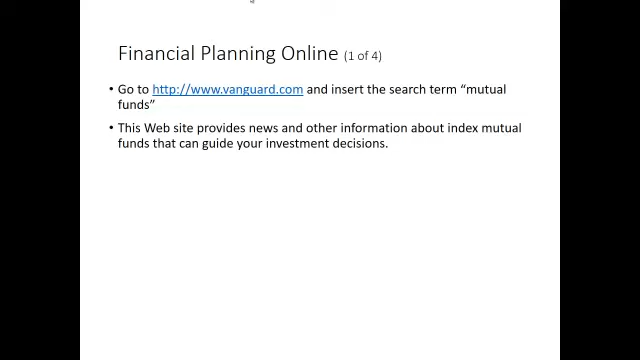 Financial Planning Online (1 of 4)
• Go to http://www.vanguard.com and insert the search term “mutual
funds”
• This Web site provides news and other information about index mutual
funds that can guide your investment decisions.